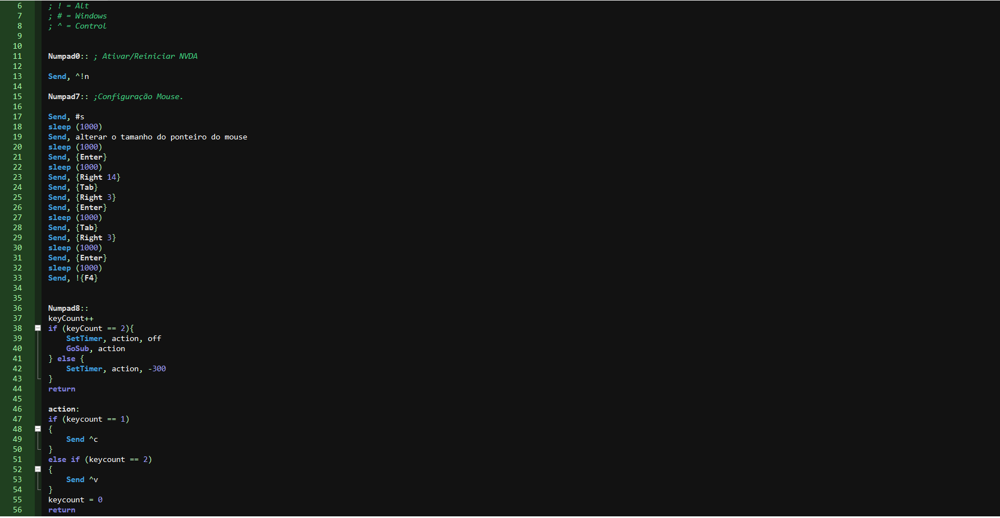 6 ; ! = Alt
7 ; # = Windows
8 ; ^ = Control
9
10
11 Numpad0:: ; Ativar/Reiniciar NVDA
12
13 Send, ^!n
14
15 Numpad7:: ;Configuração Mouse.
16
17 Send, #s
18 sleep (1000)
19 Send, alterar o tamanho do ponteiro do mouse
20 sleep (1000)
21 Send, {Enter}
22 sleep (1000)
23 Send, {Right 14}
24 Send, {Tab}
25 Send, {Right 3}
26 Send, {Enter}
27 sleep (1000)
28 Send, {Tab}
29 Send, {Right 3}
30 sleep (1000)
31 Send, {Enter}
32 sleep (1000)
33 Send, !{F4}
34
35
36 Numpad8::
37 keyCount++
38 if (keyCount == 2){
39     SetTimer, action, off
40     GoSub, action
41 } else {
42     SetTimer, action, -300
43 }
44 return
45
46 action:
47 if (keycount == 1)
48 {
49     Send ^c
50 }
51 else if (keycount == 2)
52 {
53     Send ^v
54 }
55 keycount = 0
56 return